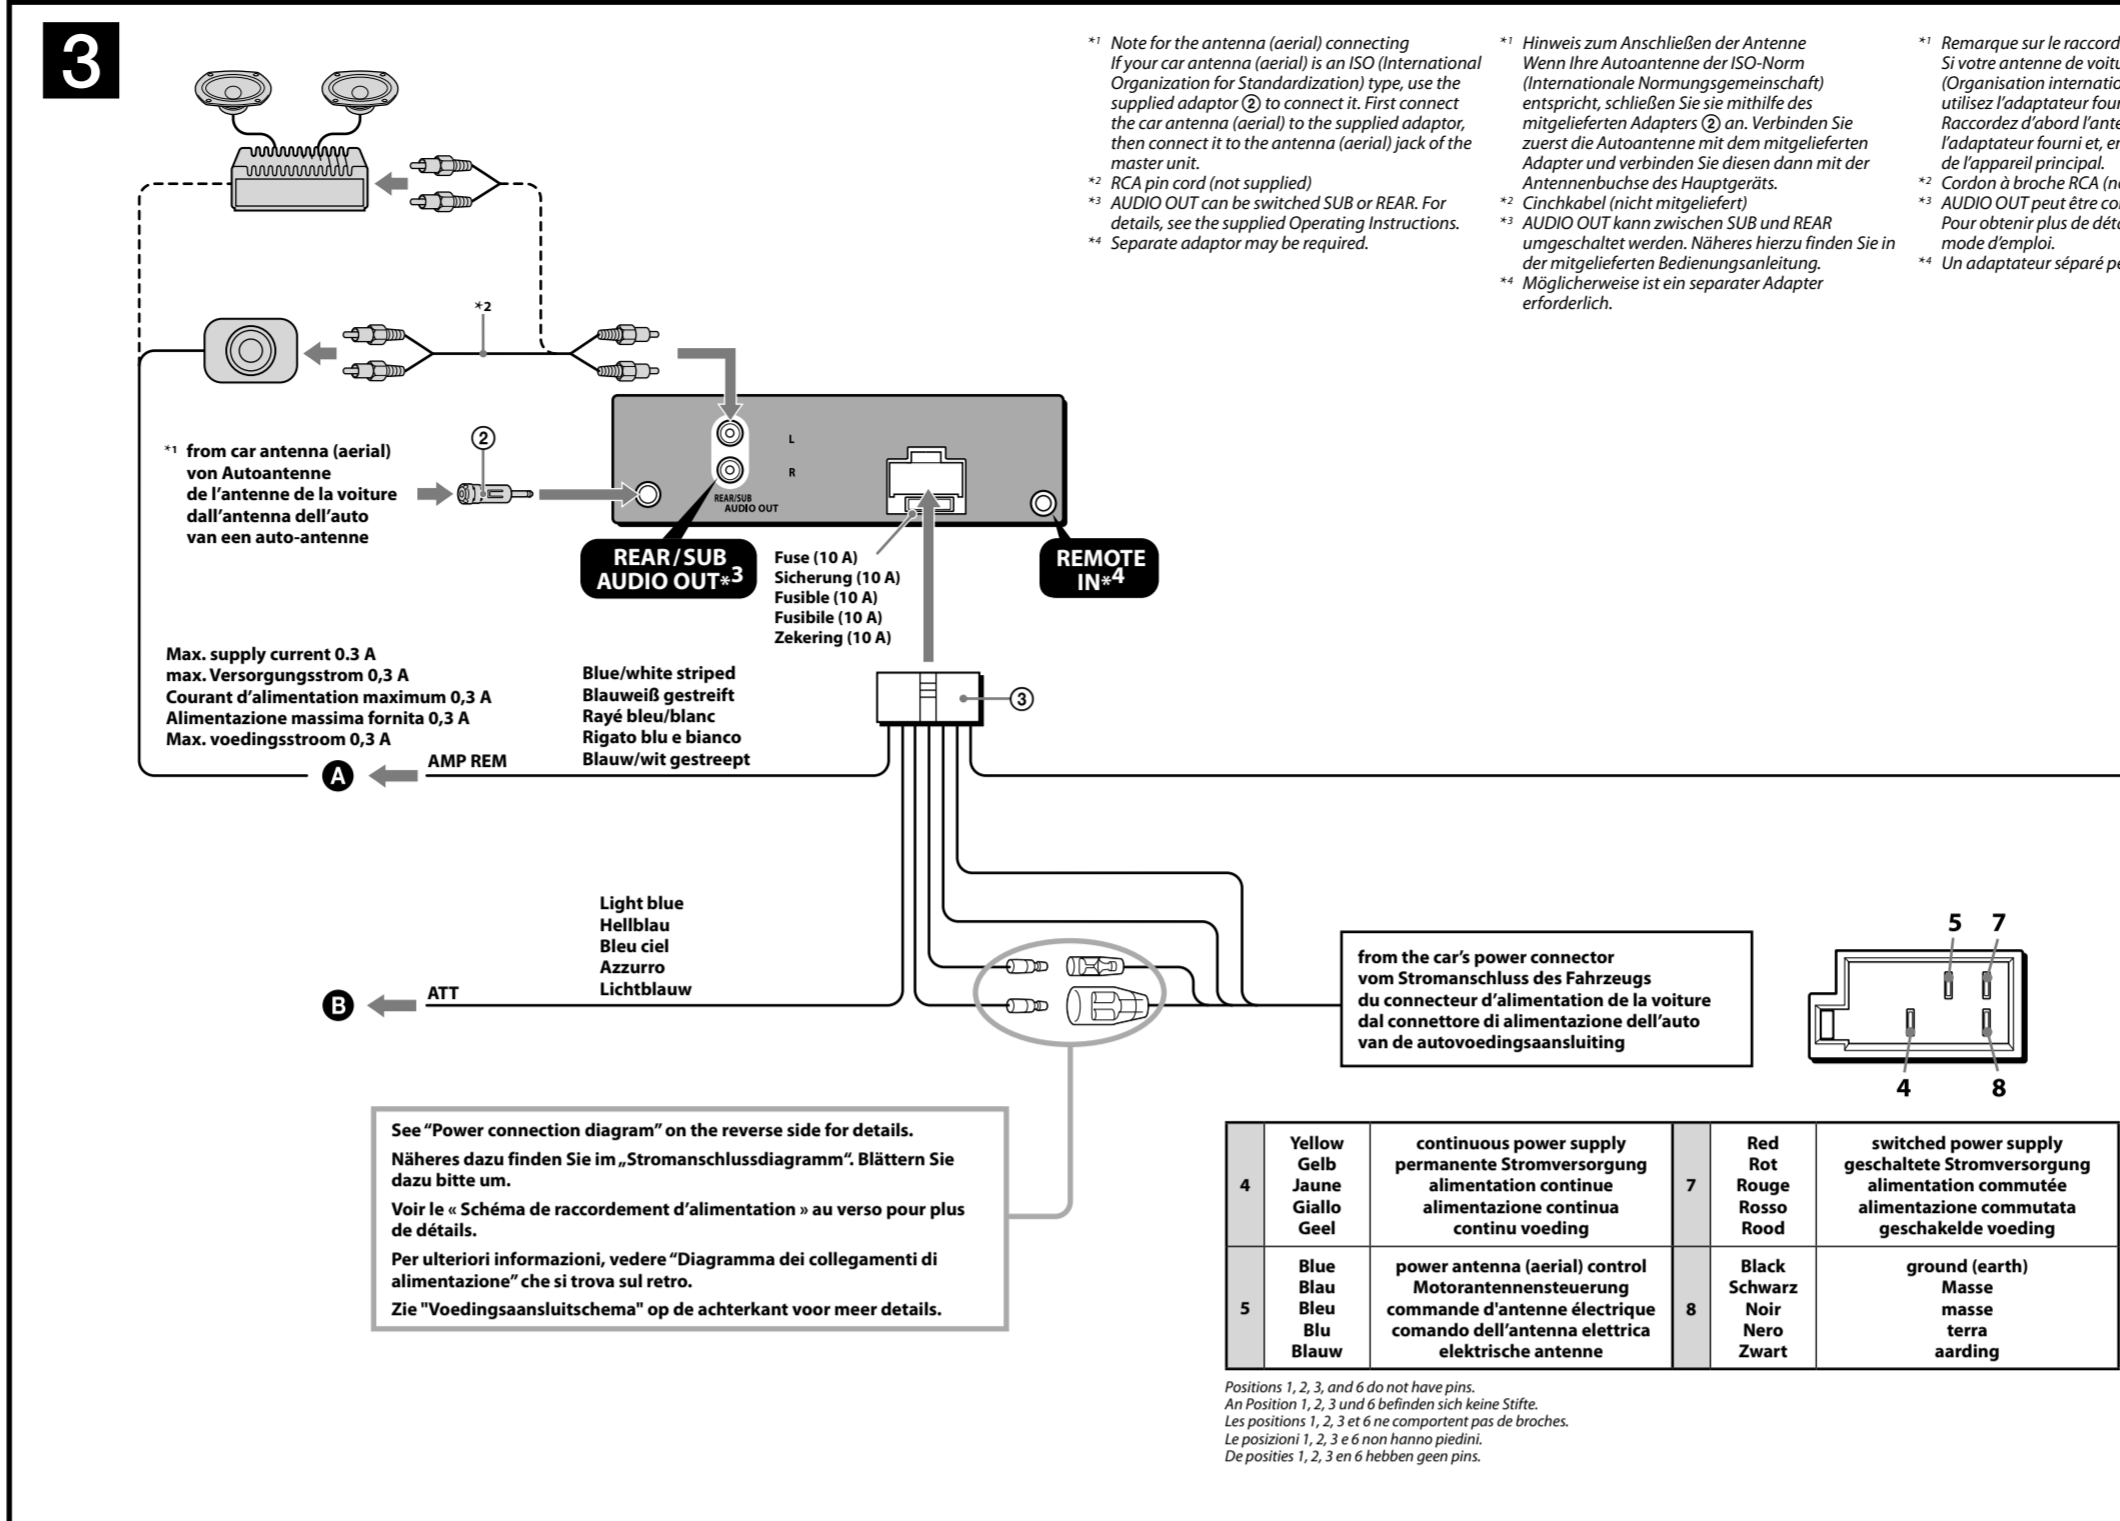 3
*1 Note for the antenna (aerial) connecting
If your car antenna (aerial) is an ISO (International
Organization for Standardization) type, use the
supplied adaptor ② to connect it. First connect
the car antenna (aerial) to the supplied adaptor,
then connect it to the antenna (aerial) jack of the
master unit.
*2 RCA pin cord (not supplied)
*3 AUDIO OUT can be switched SUB or REAR. For
details, see the supplied Operating Instructions.
*4 Separate adaptor may be required.
*1 Hinweis zum Anschließen der Antenne
Wenn Ihre Autoantenne der ISO-Norm
(Internationale Normungsgemeinschaft)
entspricht, schließen Sie sie mithilfe des
mitgelieferten Adapters ② an. Verbinden Sie
zuerst die Autoantenne mit dem mitgelieferten
Adapter und verbinden Sie diesen dann mit der
Antennenbuchse des Hauptgeräts.
*2 Cinchkabel (nicht mitgeliefert)
*3 AUDIO OUT kann zwischen SUB und REAR
umgeschaltet werden. Näheres hierzu finden Sie in
der mitgelieferten Bedienungsanleitung.
*4 Möglicherweise ist ein separater Adapter
erforderlich.
*1 Remarque sur le raccord
Si votre antenne de voitu
(Organisation internatio
utilisez l'adaptateur four
Raccordez d'abord l'ante
l'adaptateur fourni et, en
de l'appareil principal.
*2 Cordon à broche RCA (no
*3 AUDIO OUT peut être co
Pour obtenir plus de déta
mode d'emploi.
*4 Un adaptateur séparé pe
*2
*1 from car antenna (aerial)
von Autoantenne
de l'antenne de la voiture
dall'antenna dell'auto
van een auto-antenne
②
L
R
REAR/SUB
AUDIO OUT
REAR/SUB
AUDIO OUT*3
Fuse (10 A)
Sicherung (10 A)
Fusible (10 A)
Fusibile (10 A)
Zekering (10 A)
REMOTE
IN*4
Max. supply current 0.3 A
max. Versorgungsstrom 0,3 A
Courant d'alimentation maximum 0,3 A
Alimentazione massima fornita 0,3 A
Max. voedingsstroom 0,3 A
Blue/white striped
Blauweiß gestreift
Rayé bleu/blanc
Rigato blu e bianco
Blauw/wit gestreept
③
A
AMP REM
Light blue
Hellblau
Bleu ciel
Azzurro
Lichtblauw
B
ATT
from the car's power connector
vom Stromanschluss des Fahrzeugs
du connecteur d'alimentation de la voiture
dal connettore di alimentazione dell'auto
van de autovoedingsaansluiting
5 7
4 8
See "Power connection diagram" on the reverse side for details.
Näheres dazu finden Sie im „Stromanschlussdiagramm“. Blättern Sie
dazu bitte um.
Voir le « Schéma de raccordement d'alimentation » au verso pour plus
de détails.
Per ulteriori informazioni, vedere "Diagramma dei collegamenti di
alimentazione" che si trova sul retro.
Zie "Voedingsaansluitschema" op de achterkant voor meer details.
4
Yellow
Gelb
Jaune
Giallo
Geel
continuous power supply
permanente Stromversorgung
alimentation continue
alimentazione continua
continu voeding
7
Red
Rot
Rouge
Rosso
Rood
switched power supply
geschaltete Stromversorgung
alimentation commutée
alimentazione commutata
geschakelde voeding
5
Blue
Blau
Bleu
Blu
Blauw
power antenna (aerial) control
Motorantennensteuerung
commande d'antenne électrique
comando dell'antenna elettrica
elektrische antenne
8
Black
Schwarz
Noir
Nero
Zwart
ground (earth)
Masse
masse
terra
aarding
Positions 1, 2, 3, and 6 do not have pins.
An Position 1, 2, 3 und 6 befinden sich keine Stifte.
Les positions 1, 2, 3 et 6 ne comportent pas de broches.
Le posizioni 1, 2, 3 e 6 non hanno piedini.
De posities 1, 2, 3 en 6 hebben geen pins.